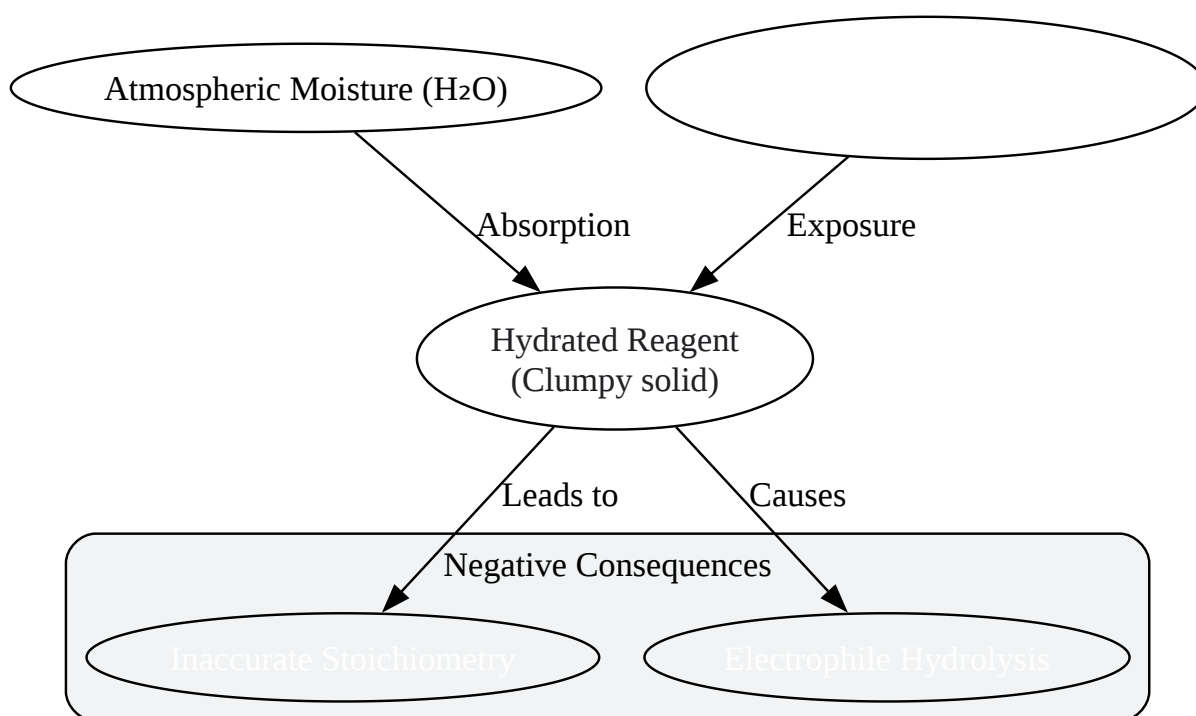 Atmospheric Moisture (H₂O)
Absorption
Exposure
Hydrated Reagent
(Clumpy solid)
Leads to
Causes
Negative Consequences
Inaccurate Stoichiometry
Electrophile Hydrolysis